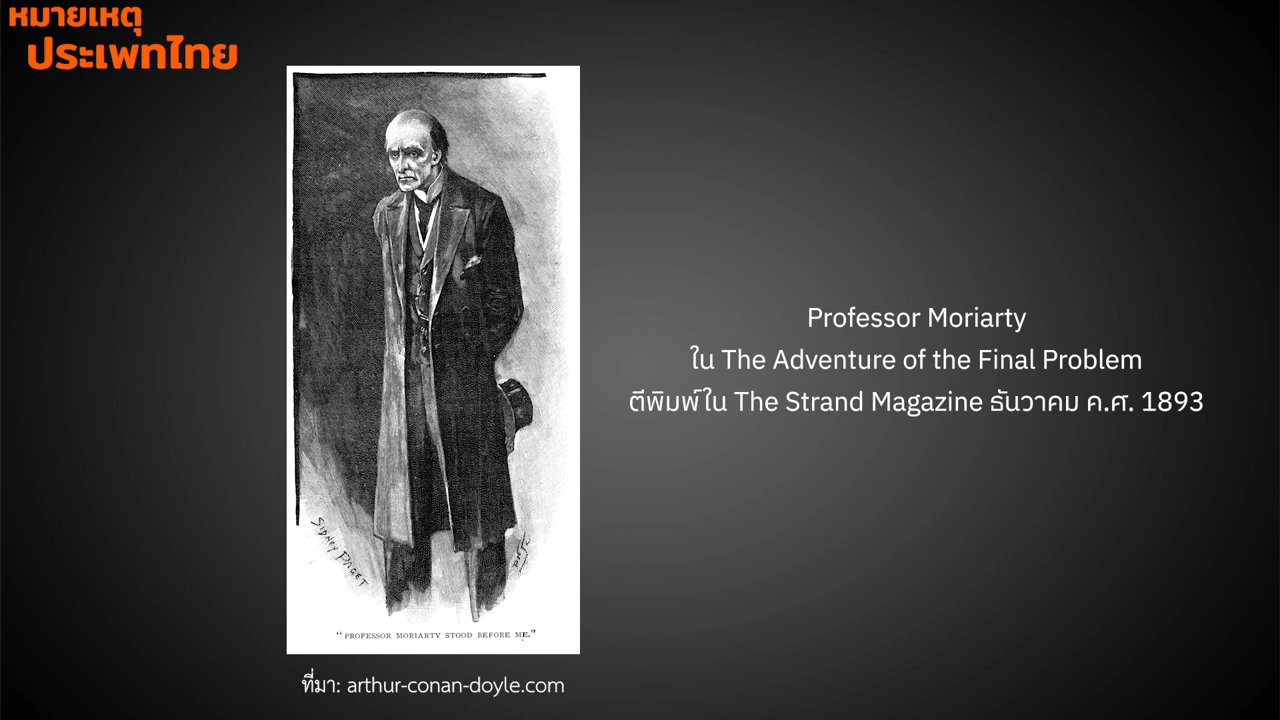 หมายเหตุ
ประเพทไทย
Professor Moriarty
ใน The Adventure of the Final Problem
ตีพิมพ์ใน The Strand Magazine ธันวาคม ค.ศ. 1893
SIDNEY PAGET
"PROFESSOR MORIARTY STOOD BEFORE ME."
ที่มา: arthur-conan-doyle.com